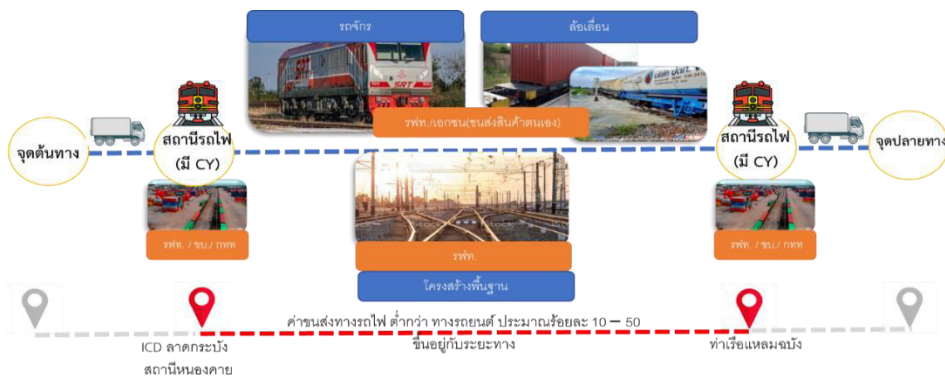 รถจักร
ล้อเลื่อน
SRT
รฟท./เอกชน(ขนส่งสินค้าตนเอง)
จุดต้นทาง
สถานีรถไฟ
(มี CY)
สถานีรถไฟ
(มี CY)
จุดปลายทาง
รฟท. / ขบ./ กทท
รฟท.
โครงสร้างพื้นฐาน
รฟท. / ขบ./ กทท
ค่าขนส่งทางรถไฟ ต่ำกว่า ทางรถยนต์ ประมาณร้อยละ 10 – 50
ขึ้นอยู่กับระยะทาง
ICD ลาดกระบัง
สถานีหนองคาย
ท่าเรือแหลมฉบัง